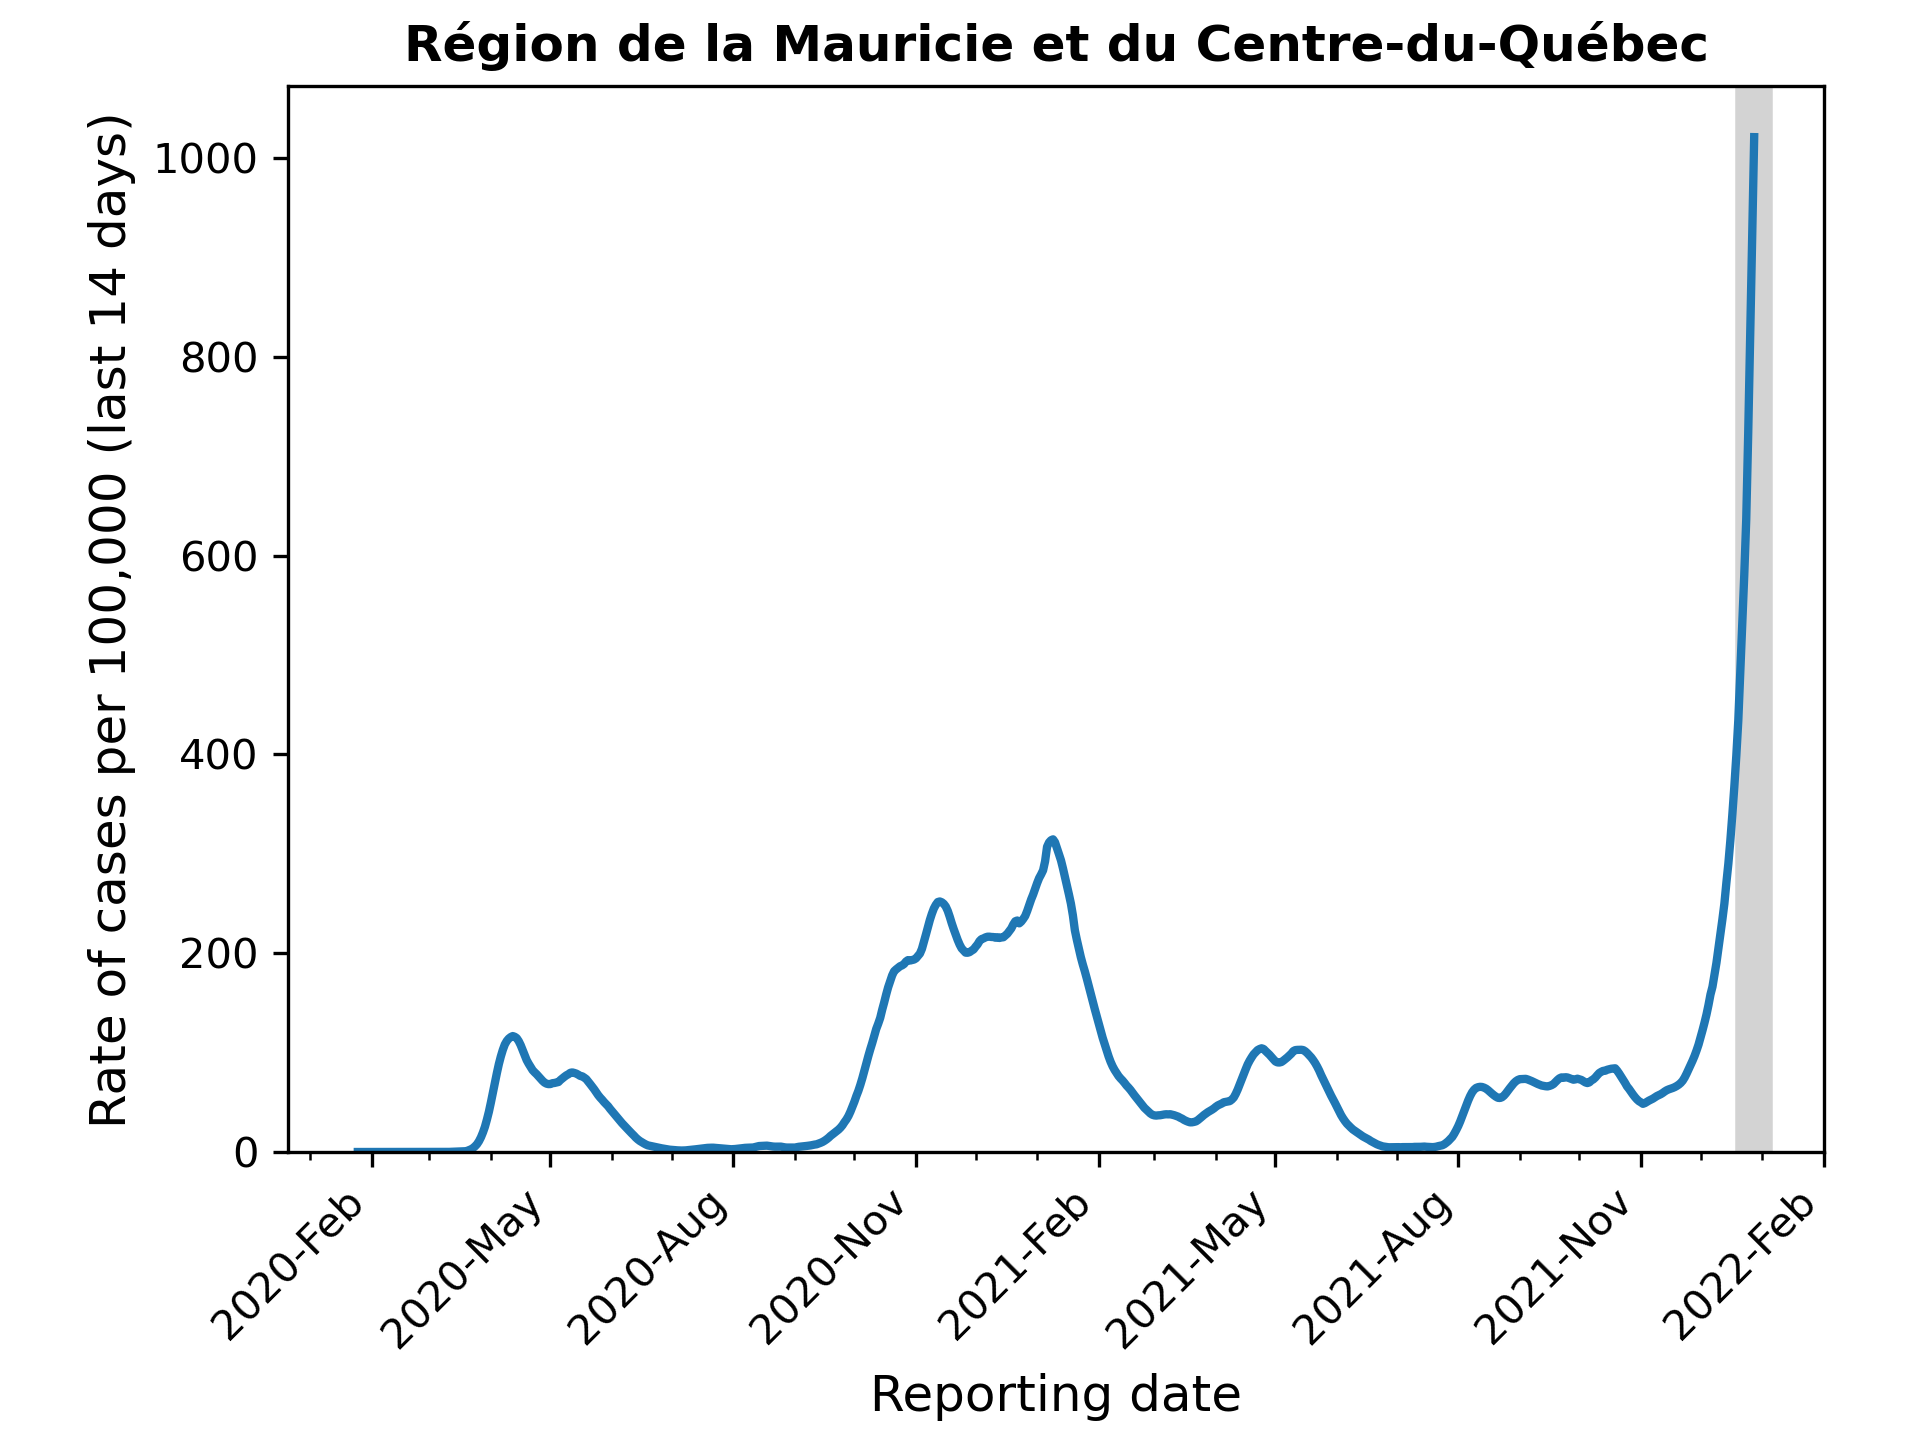 Région de la Mauricie et du Centre-du-Québec
Rate of cases per 100,000 (last 14 days)
1000
800
600
400
200
0
2020-Feb
2020-May
2020-Aug
2020-Nov
2021-Feb
2021-May
2021-Aug
2021-Nov
2022-Feb
Reporting date